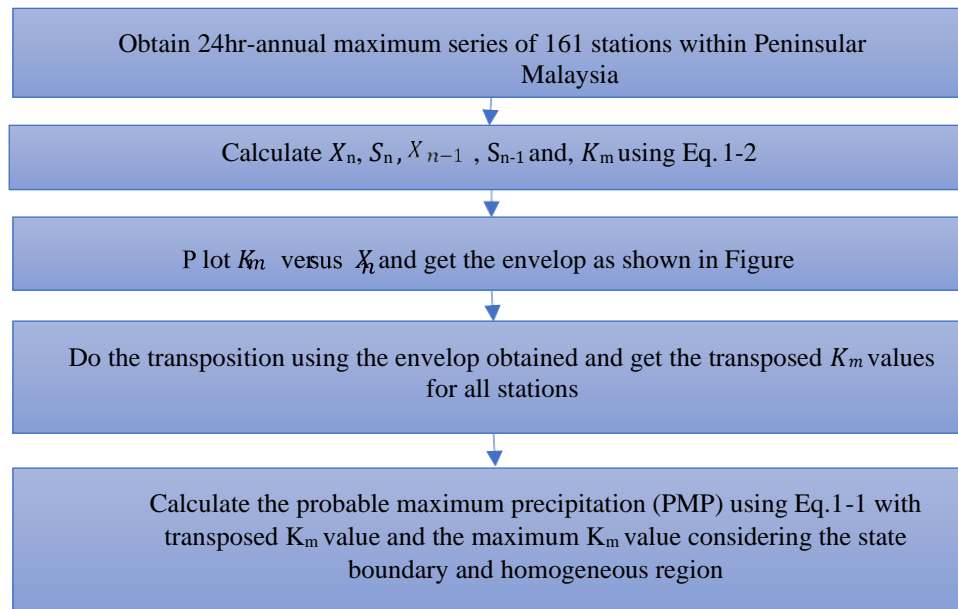 Obtain 24hr-annual maximum series of 161 stations within Peninsular
Malaysia
Calculate Xn, Sn, X n−1 , Sn-1 and, Km using Eq. 1-2
P lot Km versus Xn and get the envelop as shown in Figure
Do the transposition using the envelop obtained and get the transposed Km values
for all stations
Calculate the probable maximum precipitation (PMP) using Eq.1-1 with
transposed Km value and the maximum Km value considering the state
boundary and homogeneous region